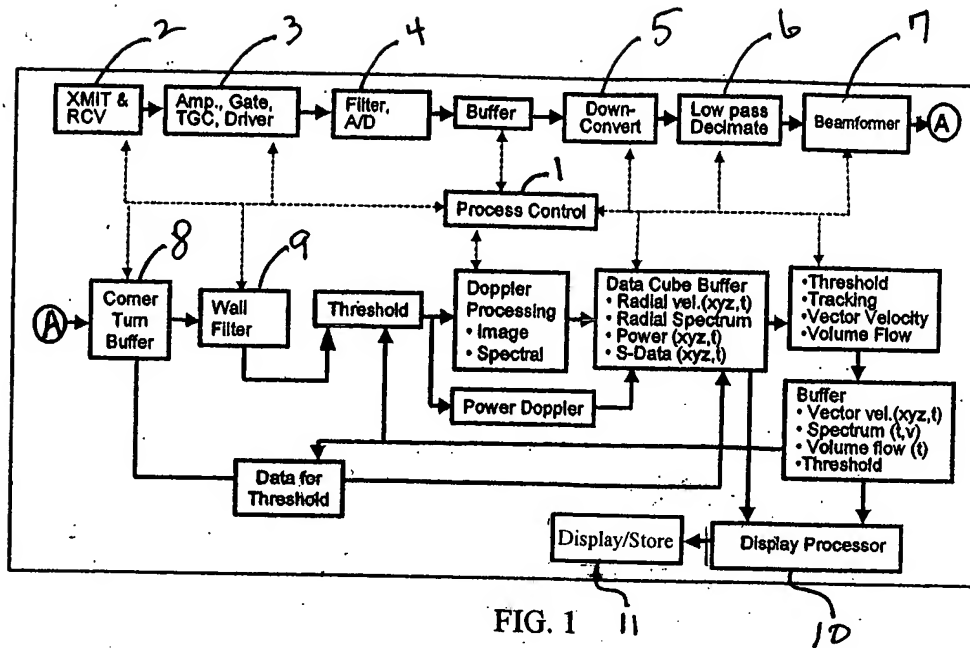 2
3
4
5
6
7
XMIT &
RCV
Amp., Gate,
TGC, Driver
Filter,
A/D
Buffer
Down-
Convert
Low pass
Decimate
Beamformer
A
1
Process Control
8
9
A
Corner
Turn
Buffer
Wall
Filter
Threshold
Doppler
Processing
• Image
• Spectral
Power Doppler
Data Cube Buffer
• Radial vel.(xyz,t)
• Radial Spectrum
• Power (xyz,t)
• S-Data (xyz,t)
•Threshold
•Tracking
•Vector Velocity
•Volume Flow
Buffer
• Vector vel.(xyz,t)
• Spectrum (t,v)
• Volume flow (t)
•Threshold
Data for
Threshold
Display/Store
Display Processor
FIG. 1
11
10